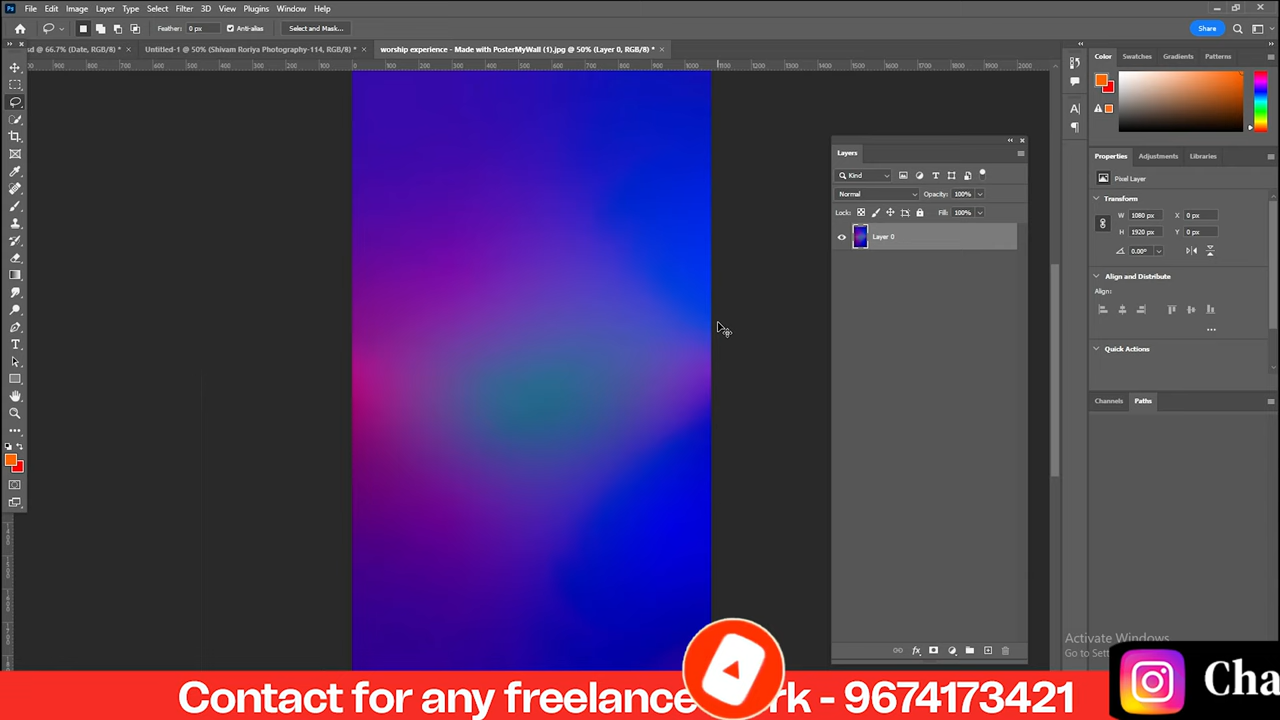 File Edit Image Layer Type Select Filter 3D View Plugins Window Help
Feather: 0 px Anti-alias Select and Mask... Share
sd @ 66.7% (Date, RGB/8) * Untitled-1 @ 50% (Shivam Roriya Photography-114, RGB/8) * worship experience - Made with PosterMyWall (1).jpg @ 50% (Layer 0, RGB/8) *
Color Swatches Gradients Patterns
Layers
Kind
Normal Opacity: 100%
Lock: Fill: 100%
Layer 0
Properties Adjustments Libraries
Pixel Layer
Transform
W 1080 px X 0 px
H 1920 px Y 0 px
0.00°
Align and Distribute
Align:
Quick Actions
Channels Paths
Activate Windows
Contact for any freelance rk - 9674173421
Cha